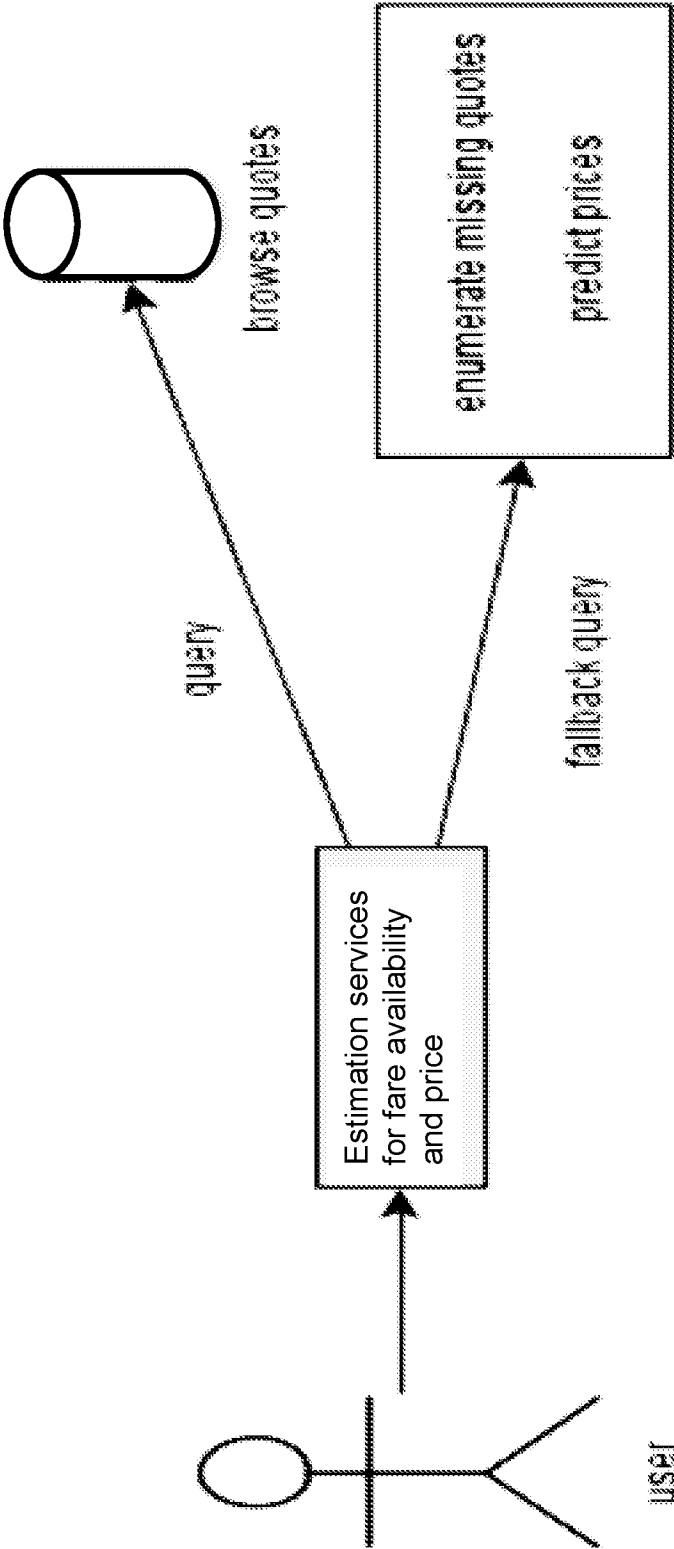 user
Estimation services
for fare availability
and price
query
fallback query
browse quotes
enumerate missing quotes
predict prices